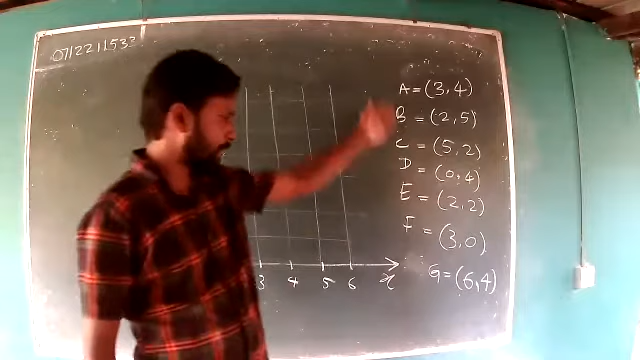 0712211533
A = (3, 4)
B = (2, 5)
C = (5, 2)
D = (0, 4)
E = (2, 2)
F = (3, 0)
G = (6, 4)
3 4 5 6 x